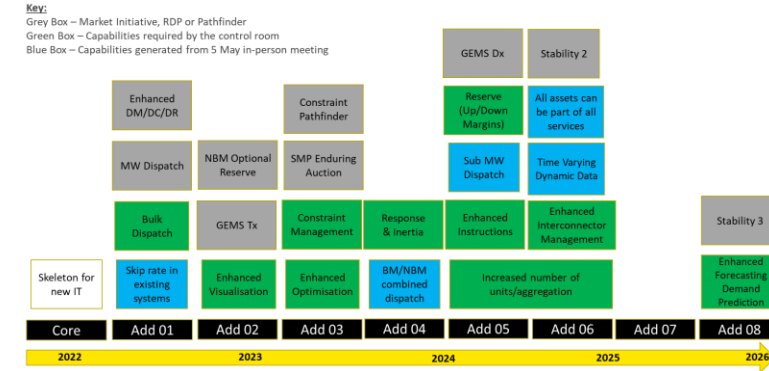 Key:
Grey Box – Market Initiative, RDP or Pathfinder
Green Box – Capabilities required by the control room
Blue Box – Capabilities generated from 5 May in-person meeting
GEMS Dx
Stability 2
Enhanced
DM/DC/DR
Constraint
Pathfinder
Reserve
(Up/Down
Margins)
All assets can
be part of all
services
MW Dispatch
NBM Optional
Reserve
SMP Enduring
Auction
Sub MW
Dispatch
Time Varying
Dynamic Data
Bulk
Dispatch
GEMS Tx
Constraint
Management
Response
& Inertia
Enhanced
Instructions
Enhanced
Interconnector
Management
Stability 3
Skeleton for
new IT
Skip rate in
existing
systems
Enhanced
Visualisation
Enhanced
Optimisation
BM/NBM
combined
dispatch
Increased number of
units/aggregation
Enhanced
Forecasting
Demand
Prediction
Core
Add 01
Add 02
Add 03
Add 04
Add 05
Add 06
Add 07
Add 08
2022
2023
2024
2025
2026